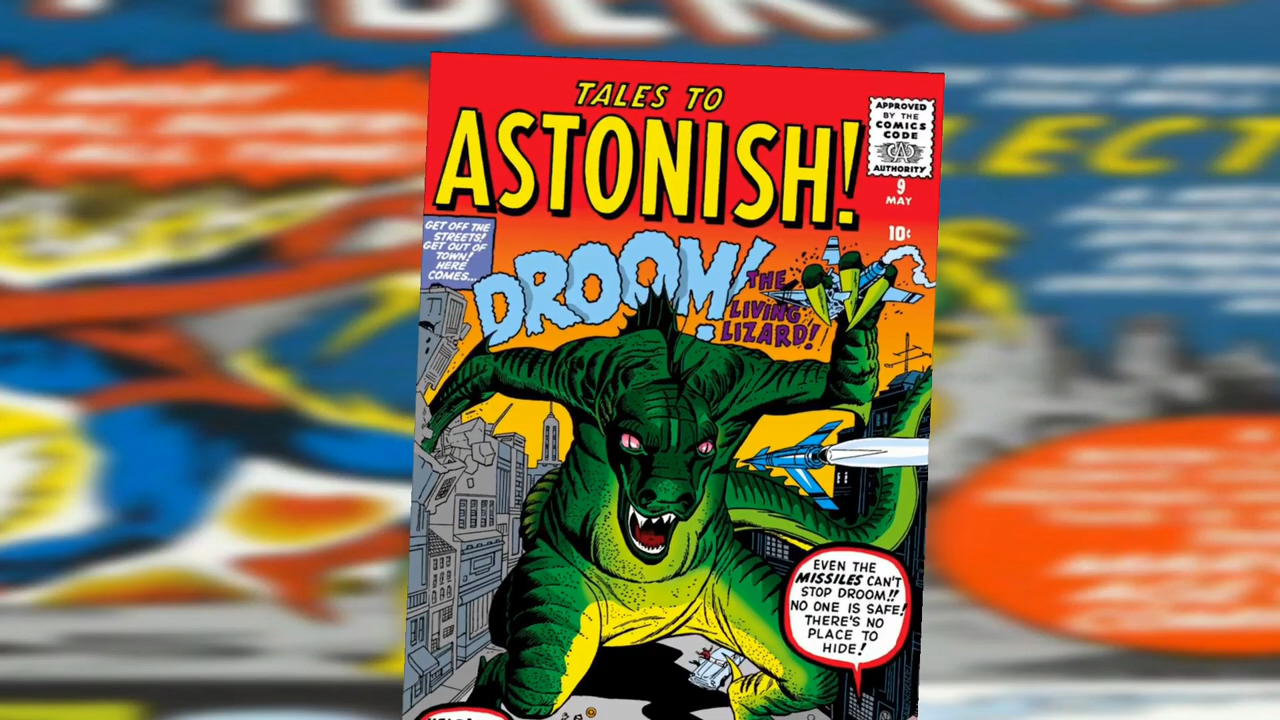 TALES TO
ASTONISH!
APPROVED
BY THE
COMICS
CODE
CA
AUTHORITY
9
MAY
10¢
GET OFF THE
STREETS!
GET OUT OF
TOWN!
HERE
COMES...
DROOM!
THE
LIVING
LIZARD!
EVEN THE
MISSILES CAN'T
STOP DROOM!!
NO ONE IS SAFE!
THERE'S NO
PLACE TO
HIDE!
LECT